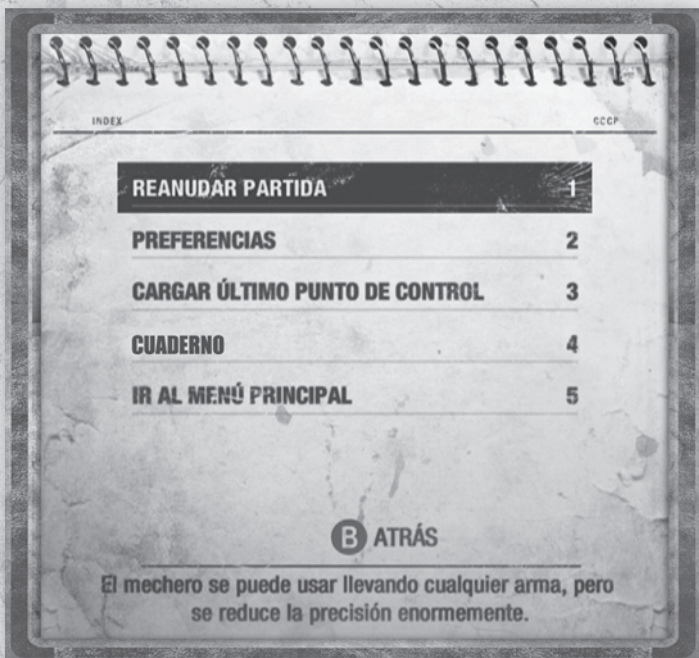 INDEX CCCP
REANUDAR PARTIDA 1
PREFERENCIAS 2
CARGAR ÚLTIMO PUNTO DE CONTROL 3
CUADERNO 4
IR AL MENÚ PRINCIPAL 5
B ATRÁS
El mechero se puede usar llevando cualquier arma, pero
se reduce la precisión enormemente.